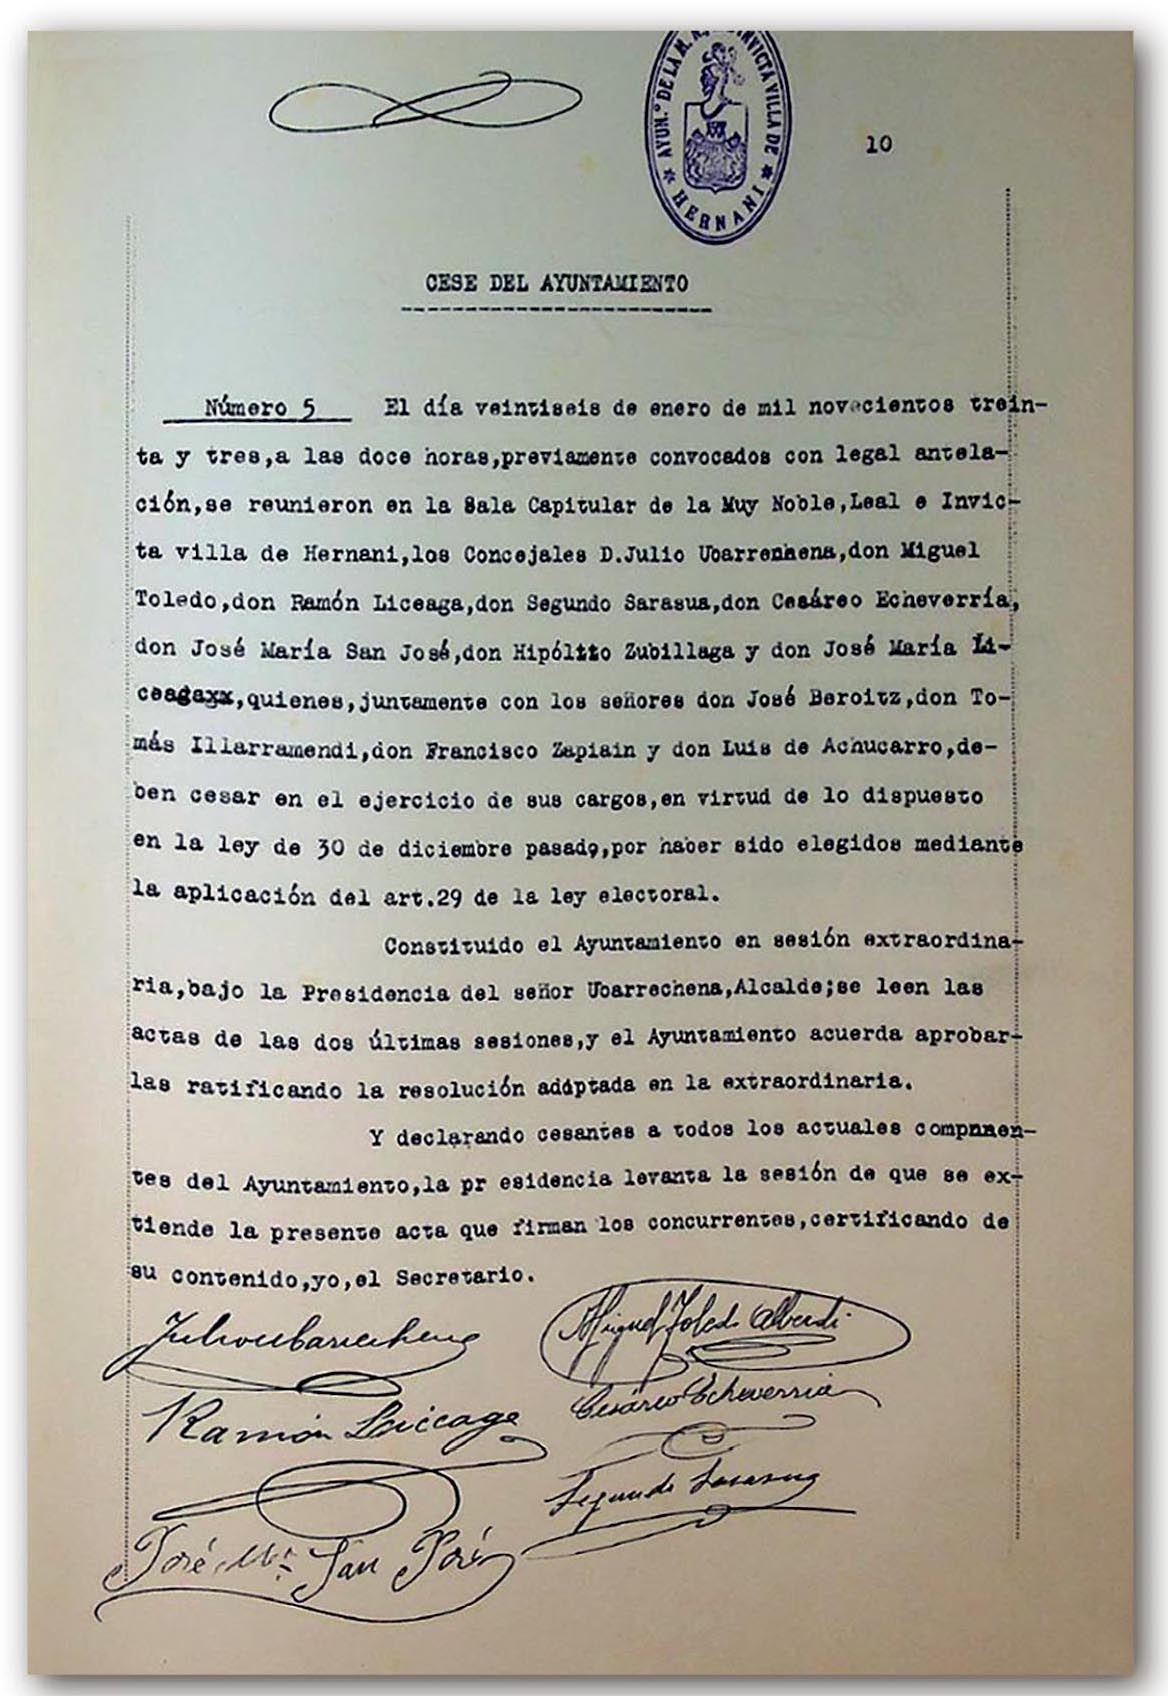 AYUN.º DE LA M. N. INVICTA VILLA DE
* HERNANI *
10
CESE DEL AYUNTAMIENTO
Número 5 El día veintiseis de enero de mil novecientos trein-
ta y tres,a las doce horas,previamente convocados con legal antela-
ción,se reunieron en la Sala Capitular de la Muy Noble,Leal e Invic-
ta villa de Hernani,los Concejales D.Julio Ubarrenhena,don Miguel
Toledo,don Ramón Liceaga,don Segundo Sarasua,don Cesáreo Echeverría,
don José María San José,don Hipólito Zubillaga y don José María Li-
ceagaxx,quienes,juntamente con los señores don José Beroitz,don To-
más Illarramendi,don Francisco Zapiain y don Luis de Achucarro,de-
ben cesar en el ejercicio de sus cargos,en virtud de lo dispuesto
en la ley de 30 de diciembre pasado,por haber sido elegidos mediante
la aplicación del art.29 de la ley electoral.
Constituido el Ayuntamiento en sesión extraordina-
ria,bajo la Presidencia del señor Ubarrechena,Alcalde;se leen las
actas de las dos últimas sesiones,y el Ayuntamiento acuerda aprobar-
las ratificando la resolución adoptada en la extraordinaria.
Y declarando cesantes a todos los actuales compnnen-
tes del Ayuntamiento,la pr esidencia levanta la sesión de que se ex-
tiende la presente acta que firman los concurrentes,certificando de
su contenido,yo,el Secretario.
Julio Ubarrechena
Miguel Toledo Alberdi
Ramón Liceaga
Cesáreo Echeverria
Segundo Sarasua
José Mª San José